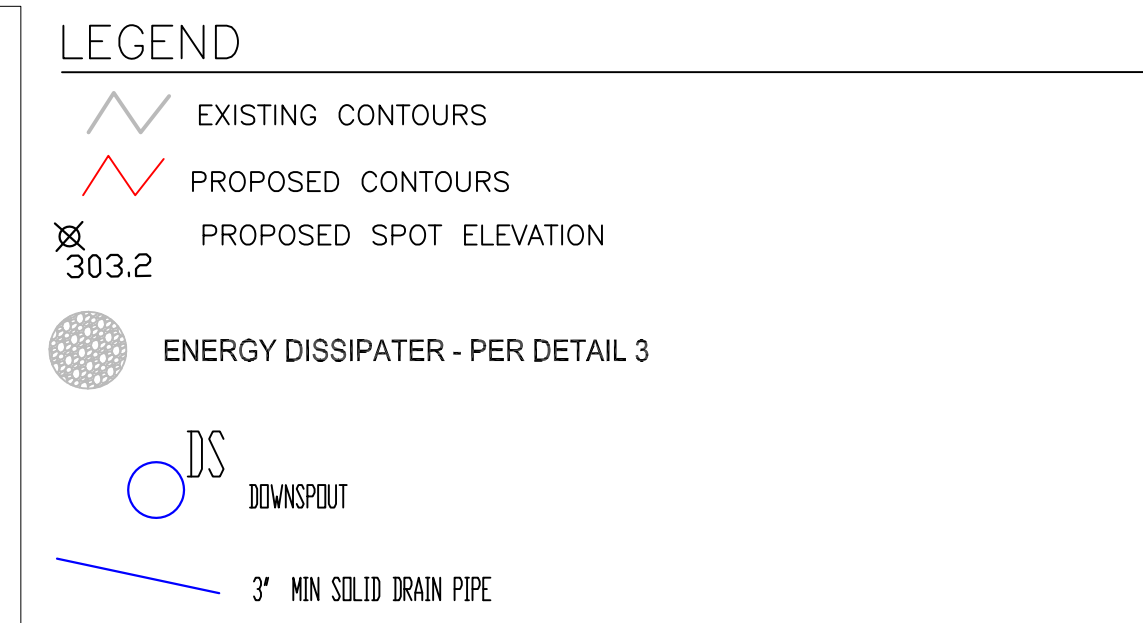 LEGEND
EXISTING CONTOURS
PROPOSED CONTOURS
PROPOSED SPOT ELEVATION
303.2
ENERGY DISSIPATER - PER DETAIL 3
DS
DOWNSPOUT
3" MIN SOLID DRAIN PIPE